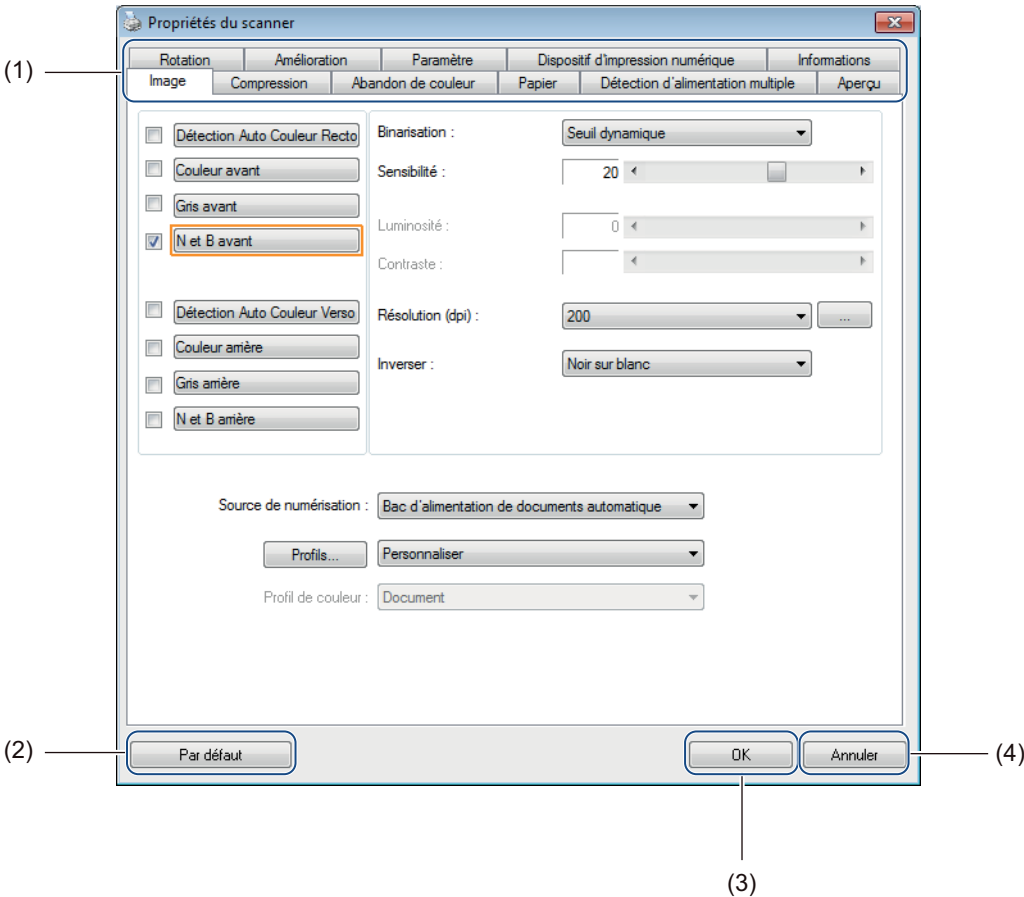 Propriétés du scanner
(1)
Rotation Amélioration Paramètre Dispositif d'impression numérique Informations
Image Compression Abandon de couleur Papier Détection d'alimentation multiple Aperçu
Détection Auto Couleur Recto
Couleur avant
Gris avant
N et B avant
Détection Auto Couleur Verso
Couleur arrière
Gris arrière
N et B arrière
Binarisation : Seuil dynamique
Sensibilité : 20
Luminosité : 0
Contraste :
Résolution (dpi) : 200 ...
Inverser : Noir sur blanc
Source de numérisation : Bac d'alimentation de documents automatique
Profils... Personnaliser
Profil de couleur : Document
(2) Par défaut OK Annuler (4)
(3)